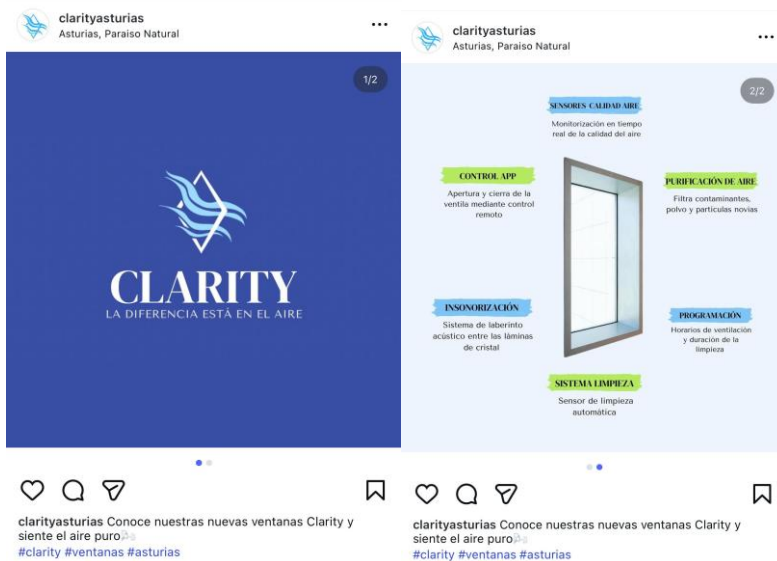 clarityasturias
Asturias, Paraiso Natural
1/2
CLARITY
LA DIFERENCIA ESTÁ EN EL AIRE
clarityasturias Conoce nuestras nuevas ventanas Clarity y
siente el aire puro
#clarity #ventanas #asturias
clarityasturias
Asturias, Paraiso Natural
2/2
SENSORES CALIDAD AIRE
Monitorización en tiempo
real de la calidad del aire
CONTROL APP
Apertura y cierra de la
ventila mediante control
remoto
PURIFICACIÓN DE AIRE
Filtra contaminantes,
polvo y partículas novias
INSONORIZACIÓN
Sistema de laberinto
acústico entre las láminas
de cristal
PROGRAMACIÓN
Horarios de ventilación
y duración de la
limpieza
SISTEMA LIMPIEZA
Sensor de limpieza
automática
clarityasturias Conoce nuestras nuevas ventanas Clarity y
siente el aire puro
#clarity #ventanas #asturias